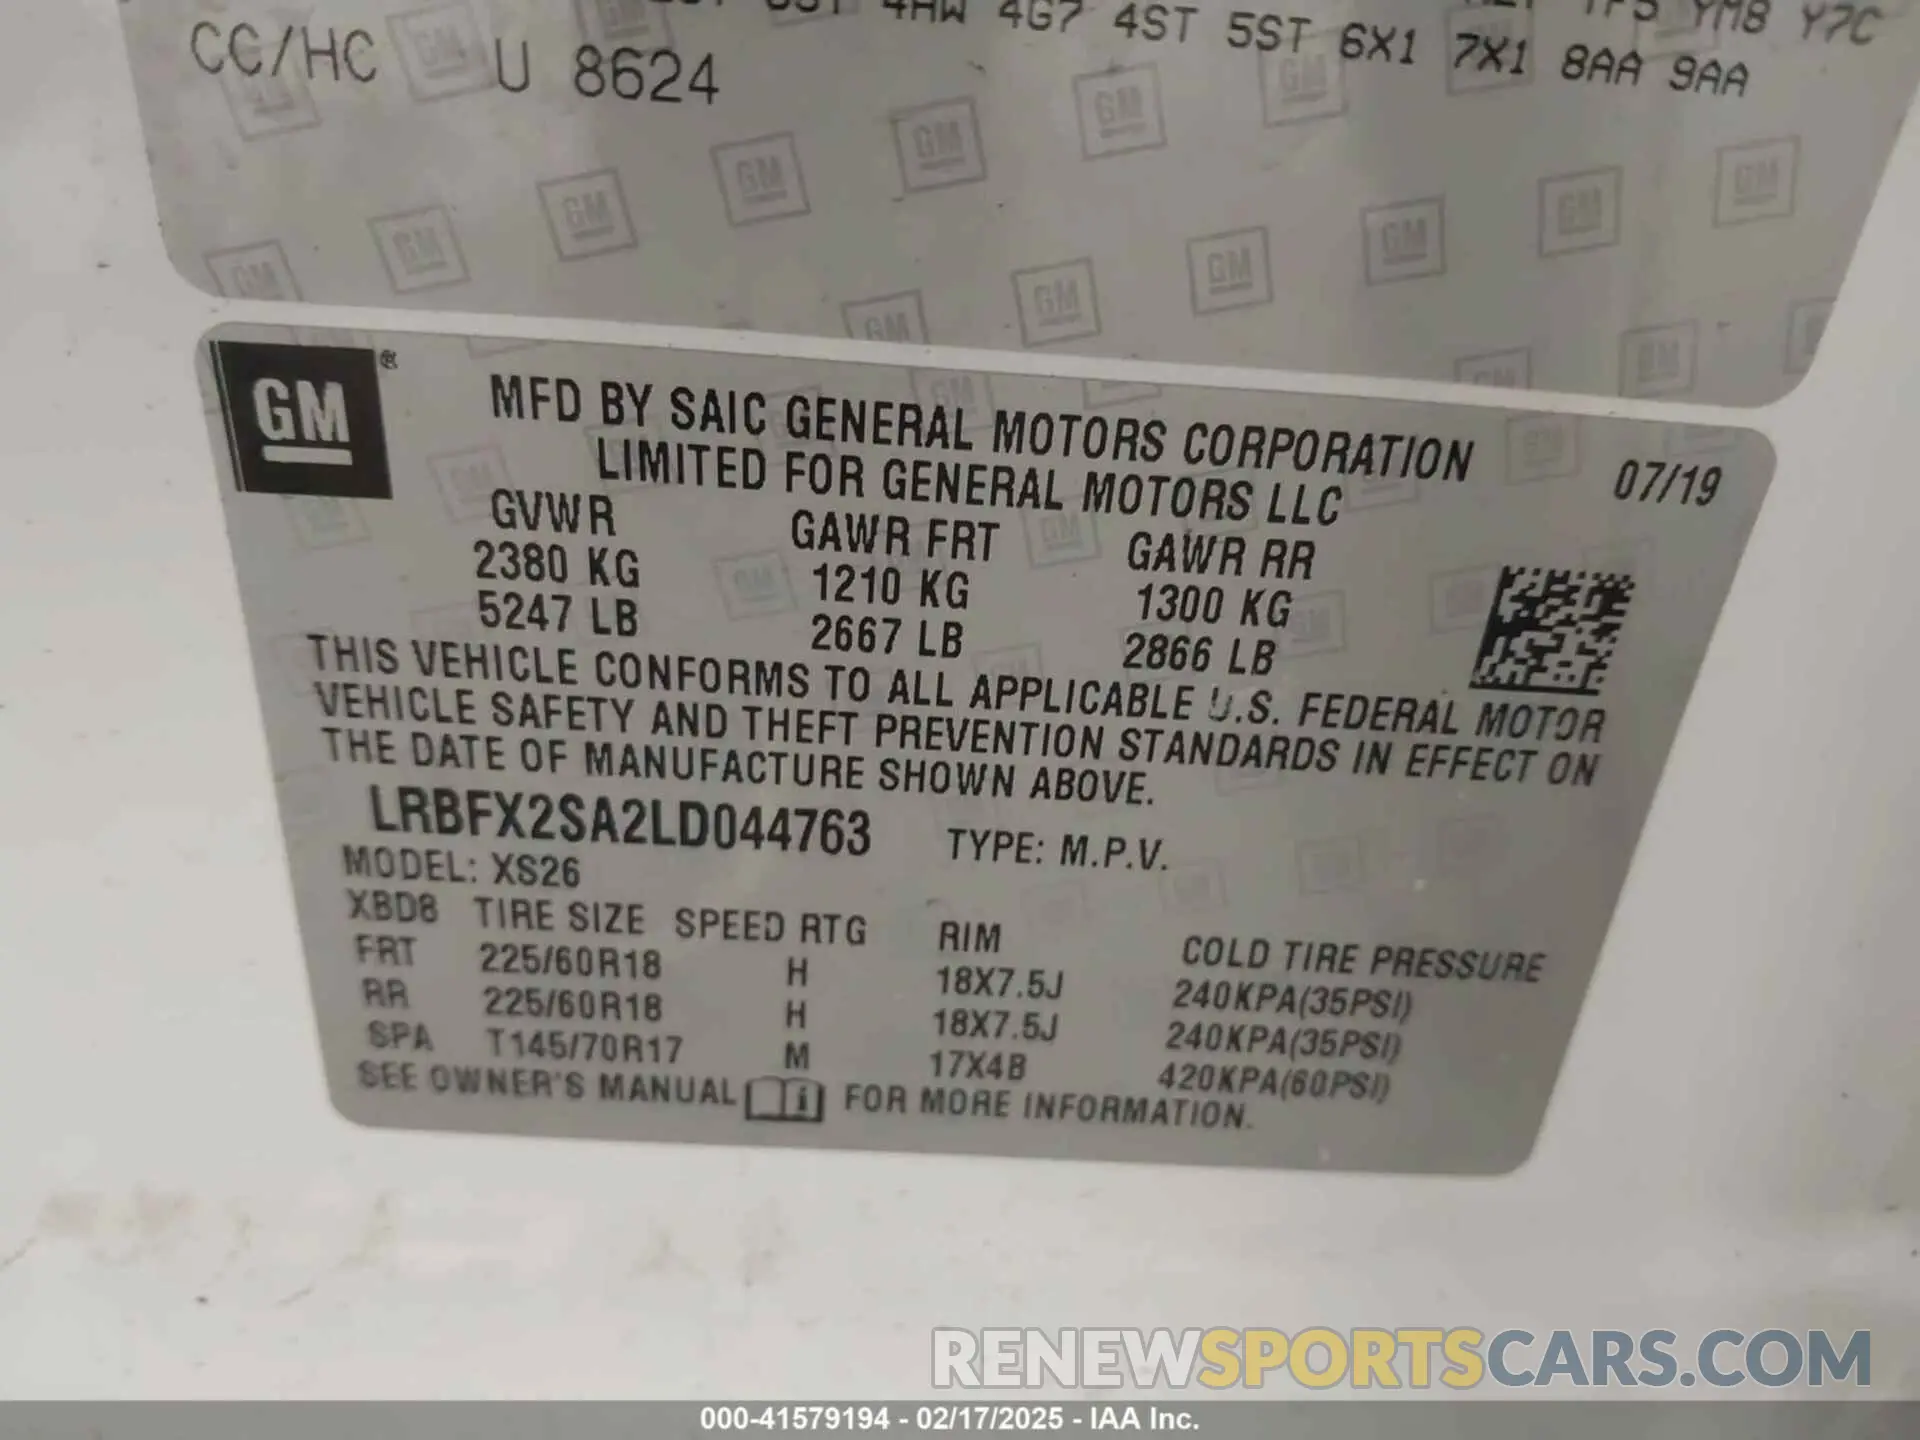 4AW 4G7 4ST 5ST 6X1 7X1 8AA 9AA
YM8 Y7C
CC/HC U 8624
GM
®
MFD BY SAIC GENERAL MOTORS CORPORATION
LIMITED FOR GENERAL MOTORS LLC
07/19
GVWR GAWR FRT GAWR RR
2380 KG 1210 KG 1300 KG
5247 LB 2667 LB 2866 LB
THIS VEHICLE CONFORMS TO ALL APPLICABLE U.S. FEDERAL MOTOR
VEHICLE SAFETY AND THEFT PREVENTION STANDARDS IN EFFECT ON
THE DATE OF MANUFACTURE SHOWN ABOVE.
LRBFX2SA2LD044763 TYPE: M.P.V.
MODEL: XS26
XBD8 TIRE SIZE SPEED RTG RIM COLD TIRE PRESSURE
FRT 225/60R18 H 18X7.5J 240KPA(35PSI)
RR 225/60R18 H 18X7.5J 240KPA(35PSI)
SPA T145/70R17 M 17X4B 420KPA(60PSI)
SEE OWNER'S MANUAL i FOR MORE INFORMATION.
RENEWSPORTSCARS.COM
000-41579194 - 02/17/2025 - IAA Inc.